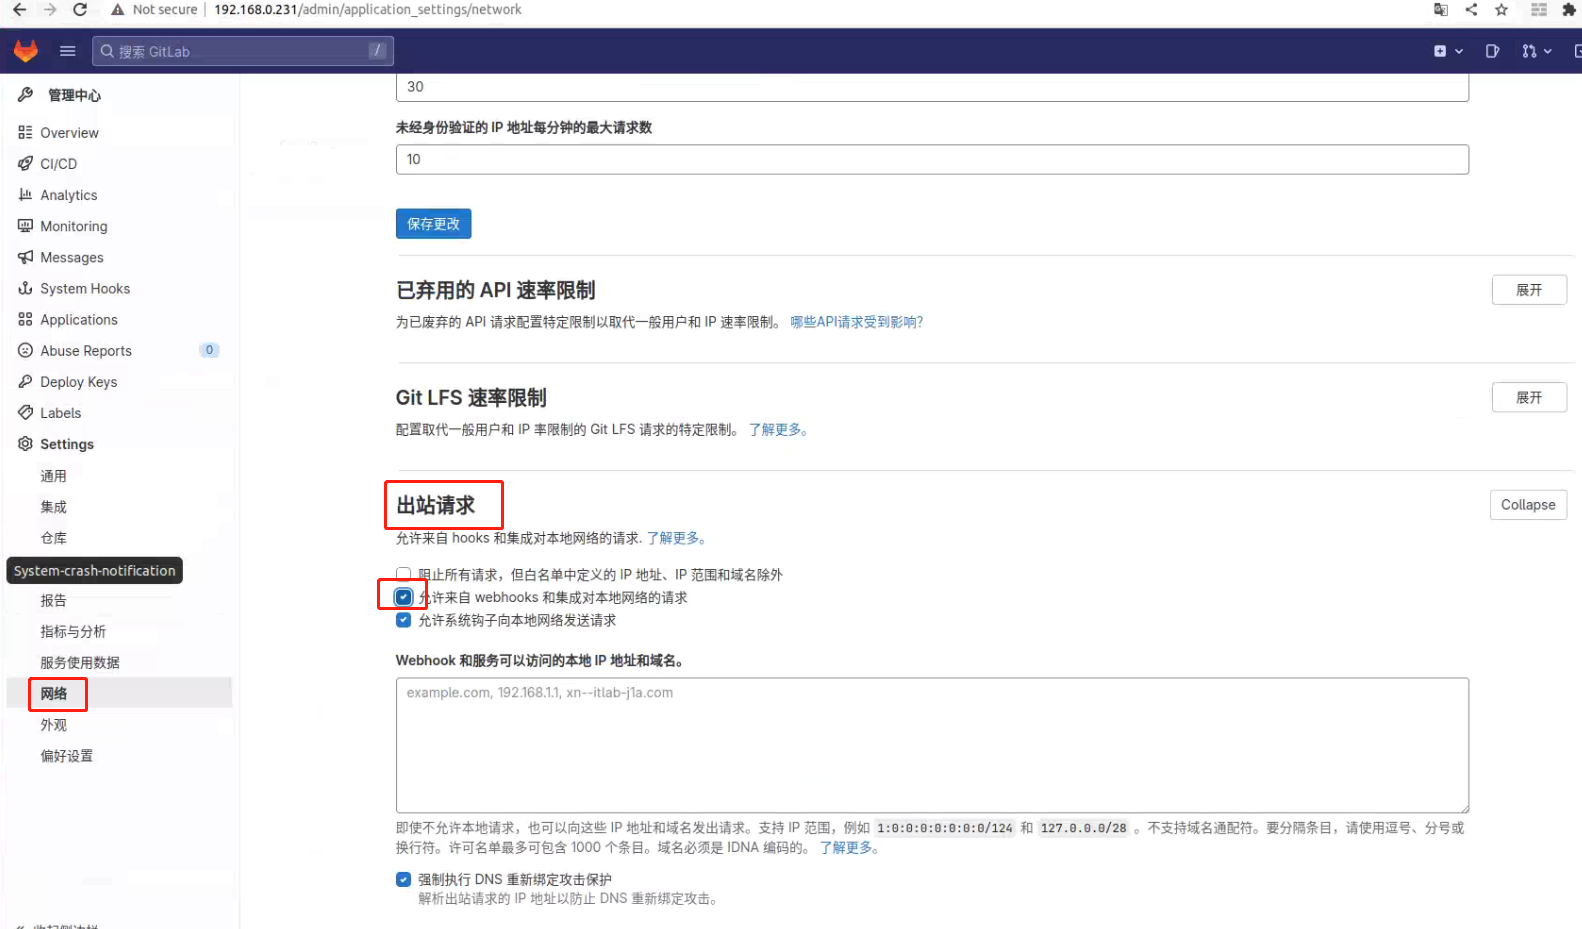 Not secure
192.168.0.231/admin/application_settings/network
搜索 GitLab
/
管理中心
Overview
CI/CD
Analytics
Monitoring
Messages
System Hooks
Applications
Abuse Reports
0
Deploy Keys
Labels
Settings
通用
集成
仓库
System-crash-notification
报告
指标与分析
服务使用数据
网络
外观
偏好设置
30
未经身份验证的 IP 地址每分钟的最大请求数
10
保存更改
已弃用的 API 速率限制
展开
为已废弃的 API 请求配置特定限制以取代一般用户和 IP 速率限制。 哪些API请求受到影响?
Git LFS 速率限制
展开
配置取代一般用户和 IP 率限制的 Git LFS 请求的特定限制。 了解更多。
出站请求
Collapse
允许来自 hooks 和集成对本地网络的请求. 了解更多。
阻止所有请求，但白名单中定义的 IP 地址、IP 范围和域名除外
允许来自 webhooks 和集成对本地网络的请求
允许系统钩子向本地网络发送请求
Webhook 和服务可以访问的本地 IP 地址和域名。
example.com, 192.168.1.1, xn--itlab-j1a.com
即使不允许本地请求，也可以向这些 IP 地址和域名发出请求。支持 IP 范围，例如 1:0:0:0:0:0:0:0/124 和 127.0.0.0/28 。不支持域名通配符。要分隔条目，请使用逗号、分号或
换行符。许可名单最多可包含 1000 个条目。域名必须是 IDNA 编码的。 了解更多。
强制执行 DNS 重新绑定攻击保护
解析出站请求的 IP 地址以防止 DNS 重新绑定攻击。